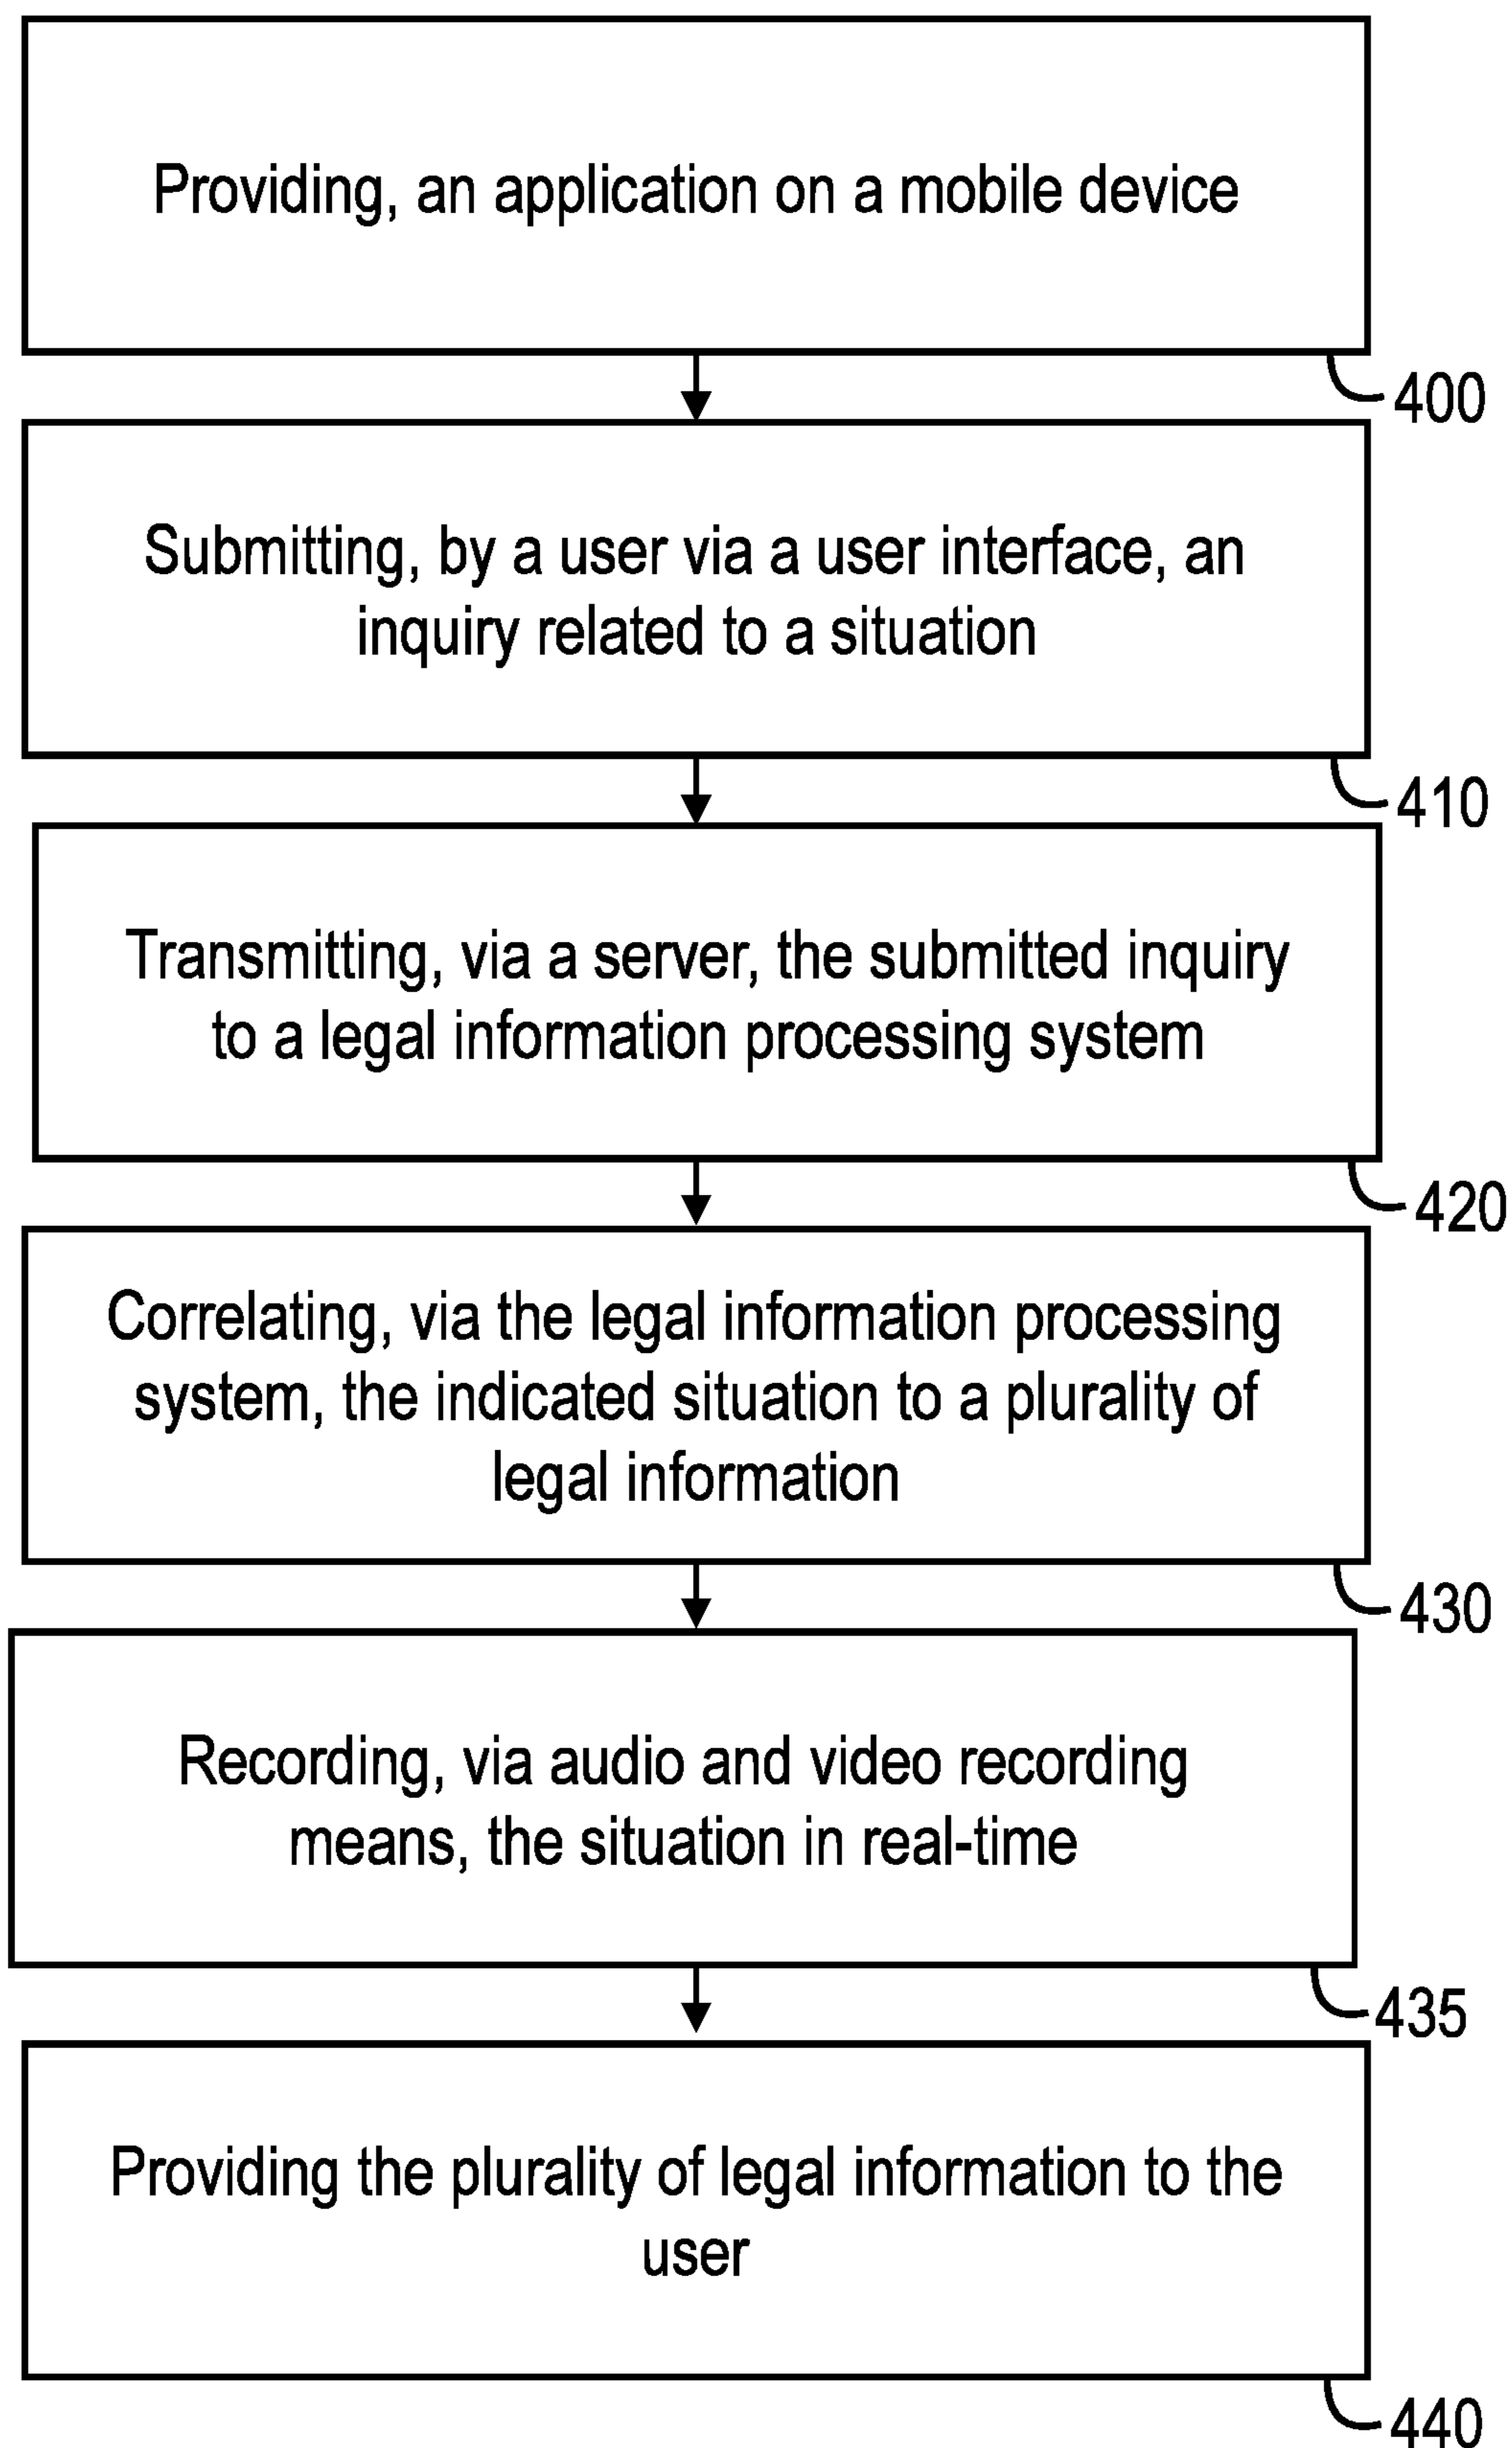 Providing, an application on a mobile device
400
Submitting, by a user via a user interface, an
inquiry related to a situation
410
Transmitting, via a server, the submitted inquiry
to a legal information processing system
420
Correlating, via the legal information processing
system, the indicated situation to a plurality of
legal information
430
Recording, via audio and video recording
means, the situation in real-time
435
Providing the plurality of legal information to the
user
440